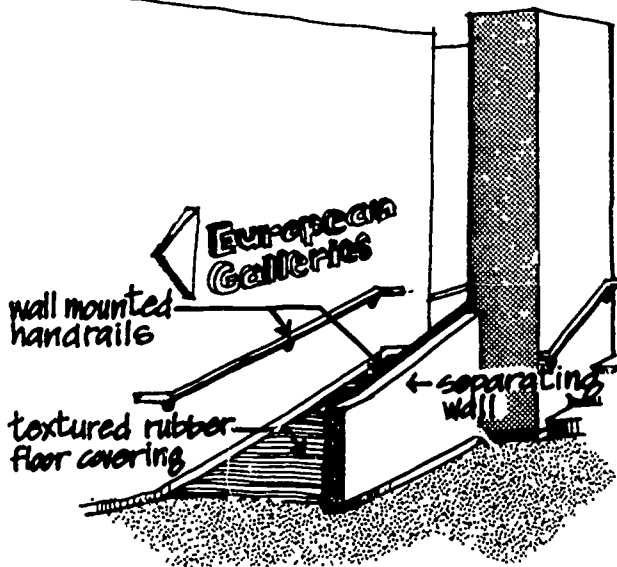 European
Galleries
wall mounted
handrails
← separating
wall
textured rubber
floor covering